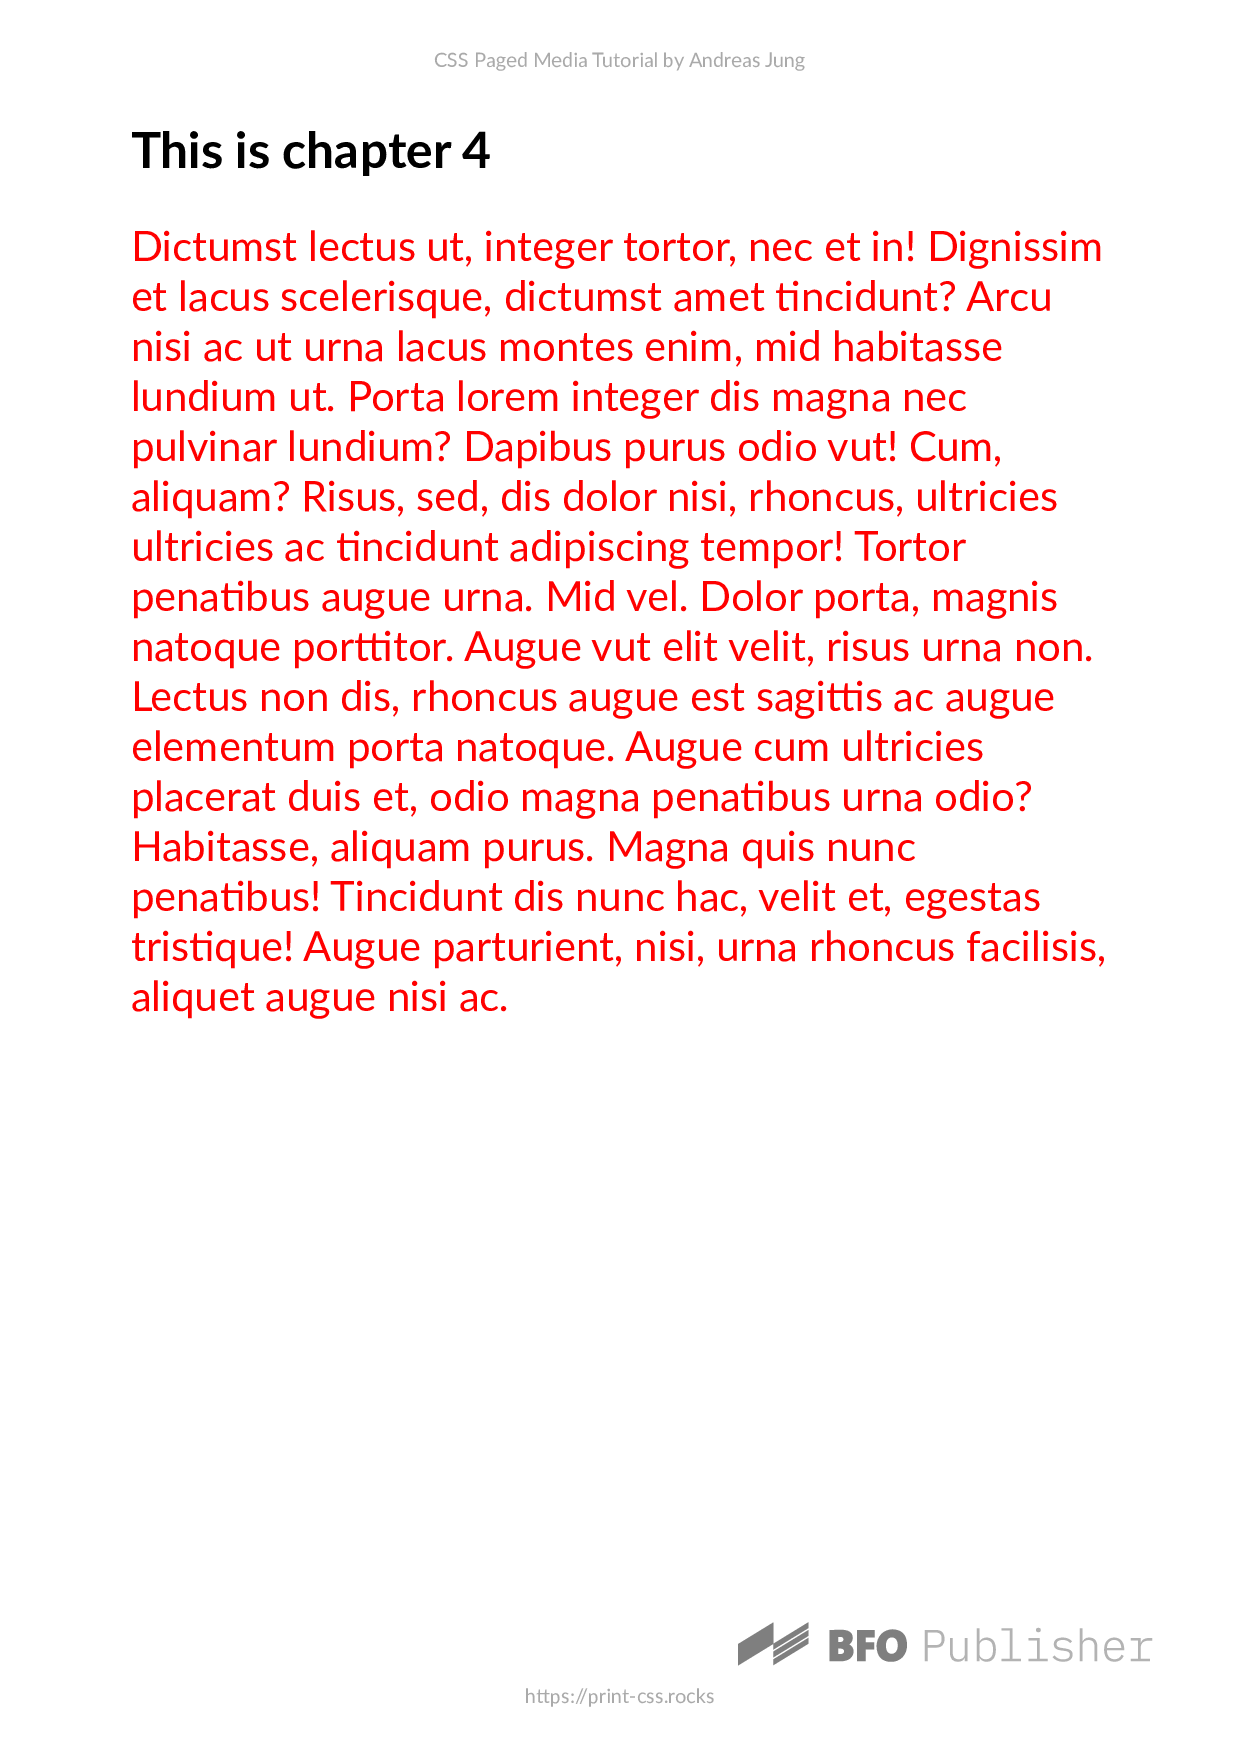 CSS Paged Media Tutorial by Andreas Jung
This is chapter 4
Dictumst lectus ut, integer tortor, nec et in! Dignissim
et lacus scelerisque, dictumst amet tincidunt? Arcu
nisi ac ut urna lacus montes enim, mid habitasse
lundium ut. Porta lorem integer dis magna nec
pulvinar lundium? Dapibus purus odio vut! Cum,
aliquam? Risus, sed, dis dolor nisi, rhoncus, ultricies
ultricies ac tincidunt adipiscing tempor! Tortor
penatibus augue urna. Mid vel. Dolor porta, magnis
natoque porttitor. Augue vut elit velit, risus urna non.
Lectus non dis, rhoncus augue est sagittis ac augue
elementum porta natoque. Augue cum ultricies
placerat duis et, odio magna penatibus urna odio?
Habitasse, aliquam purus. Magna quis nunc
penatibus! Tincidunt dis nunc hac, velit et, egestas
tristique! Augue parturient, nisi, urna rhoncus facilisis,
aliquet augue nisi ac.
BFO Publisher
https://print-css.rocks